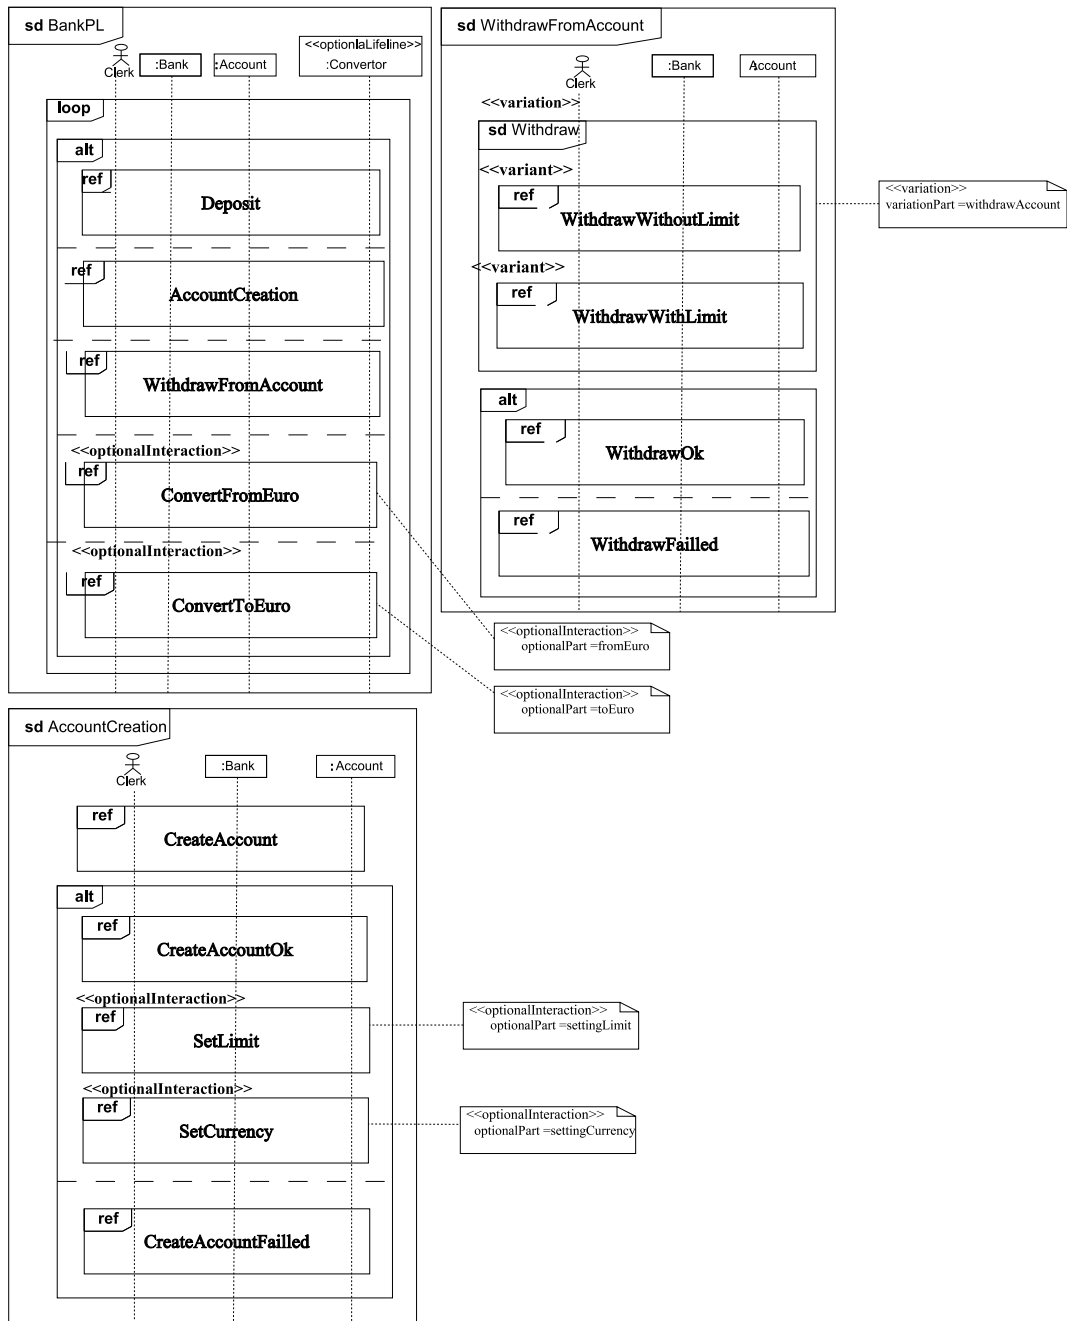 sd BankPL
<<optionlaLifeline>>
Clerk
:Bank
:Account
:Convertor
loop
alt
ref
Deposit
ref
AccountCreation
ref
WithdrawFromAccount
<<optionalInteraction>>
ref
ConvertFromEuro
<<optionalInteraction>>
ref
ConvertToEuro
sd WithdrawFromAccount
Clerk
:Bank
:Account
<<variation>>
sd Withdraw
<<variant>>
ref
WithdrawWithoutLimit
<<variant>>
ref
WithdrawWithLimit
<<variation>>
variationPart =withdrawAccount
alt
ref
WithdrawOk
ref
WithdrawFailled
<<optionalInteraction>>
optionalPart =fromEuro
<<optionalInteraction>>
optionalPart =toEuro
sd AccountCreation
Clerk
:Bank
:Account
ref
CreateAccount
alt
ref
CreateAccountOk
<<optionalInteraction>>
ref
SetLimit
<<optionalInteraction>>
optionalPart =settingLimit
<<optionalInteraction>>
ref
SetCurrency
<<optionalInteraction>>
optionalPart =settingCurrency
ref
CreateAccountFailled